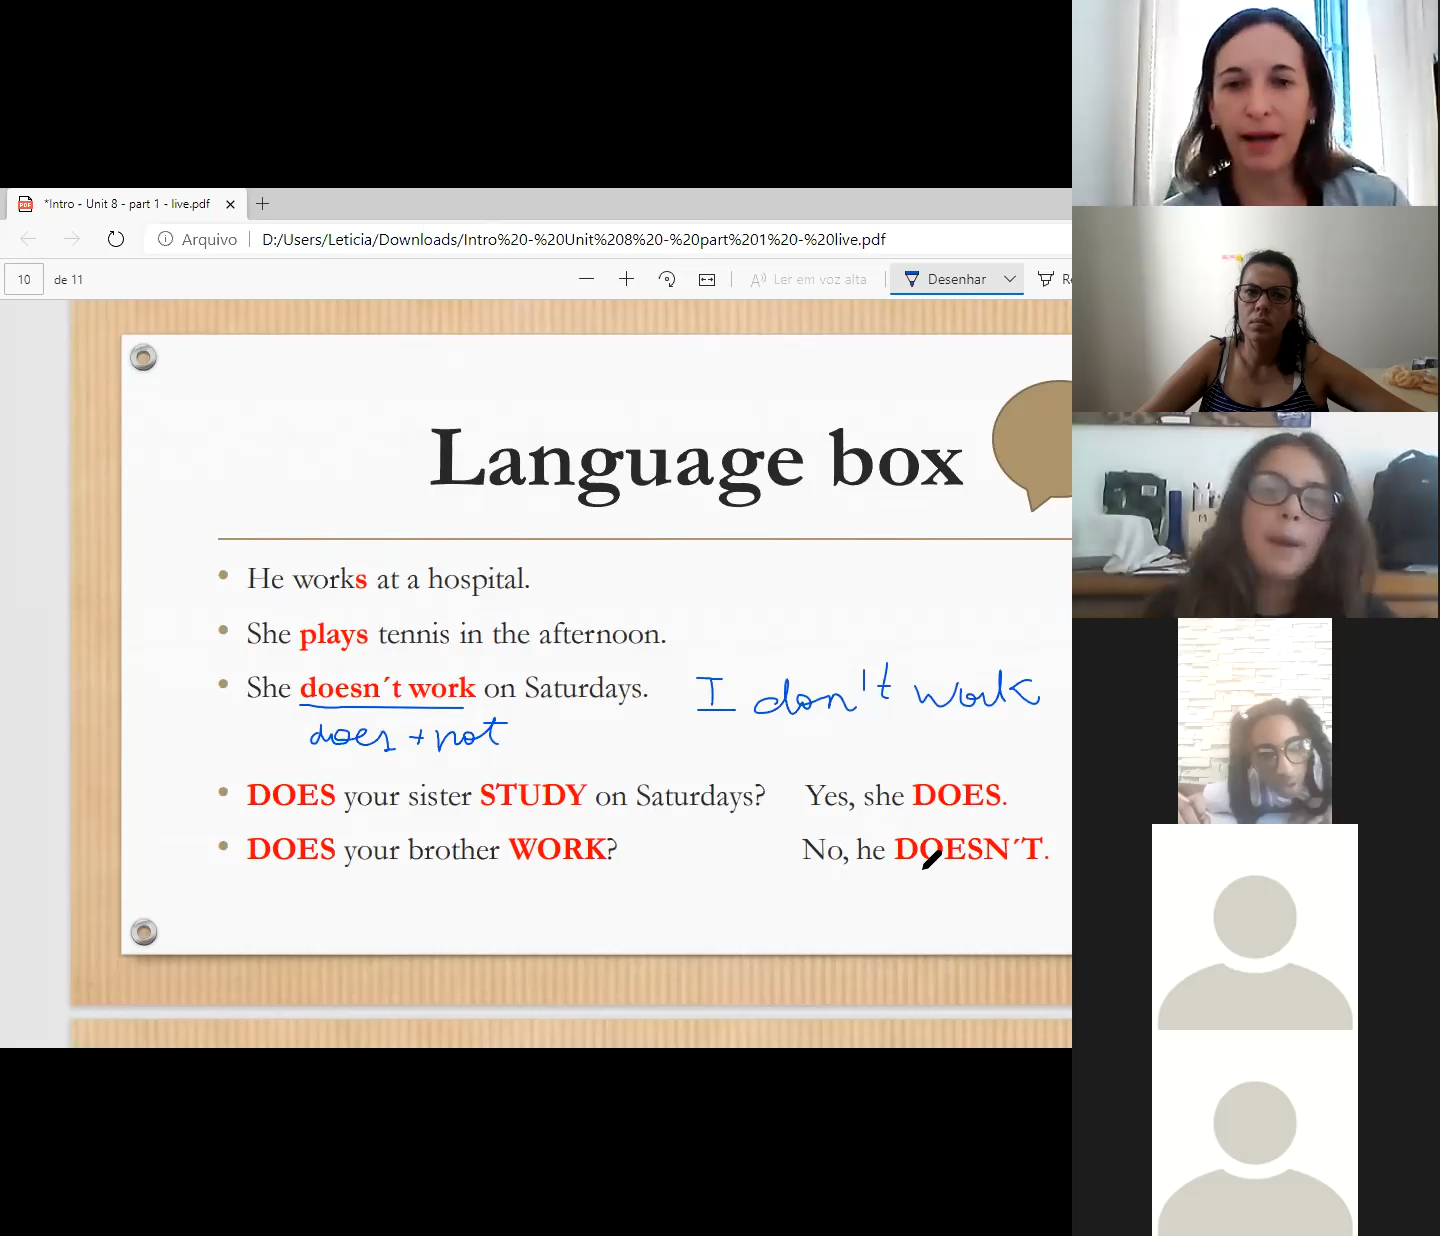 *Intro - Unit 8 - part 1 - live.pdf
Arquivo D:/Users/Leticia/Downloads/Intro%20-%20Unit%208%20-%20part%201%20-%20live.pdf
10 de 11 Ler em voz alta Desenhar
Language box
He works at a hospital.
She plays tennis in the afternoon.
She doesn´t work on Saturdays. I don't work
does + not
DOES your sister STUDY on Saturdays? Yes, she DOES.
DOES your brother WORK? No, he DOESN´T.